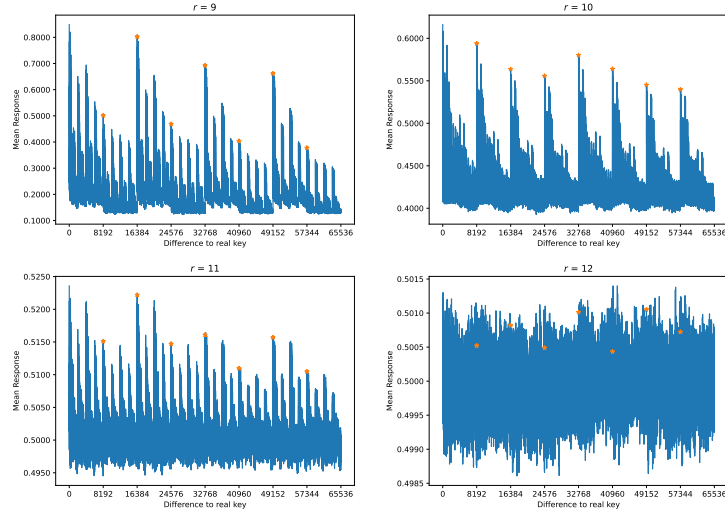 r = 9
0.8000
0.7000
0.6000
0.5000
0.4000
0.3000
0.2000
0.1000
Mean Response
0 8192 16384 24576 32768 40960 49152 57344 65536
Difference to real key
r = 10
0.6000
0.5500
0.5000
0.4500
0.4000
Mean Response
0 8192 16384 24576 32768 40960 49152 57344 65536
Difference to real key
r = 11
0.5250
0.5200
0.5150
0.5100
0.5050
0.5000
0.4950
Mean Response
0 8192 16384 24576 32768 40960 49152 57344 65536
Difference to real key
r = 12
0.5015
0.5010
0.5005
0.5000
0.4995
0.4990
0.4985
Mean Response
0 8192 16384 24576 32768 40960 49152 57344 65536
Difference to real key